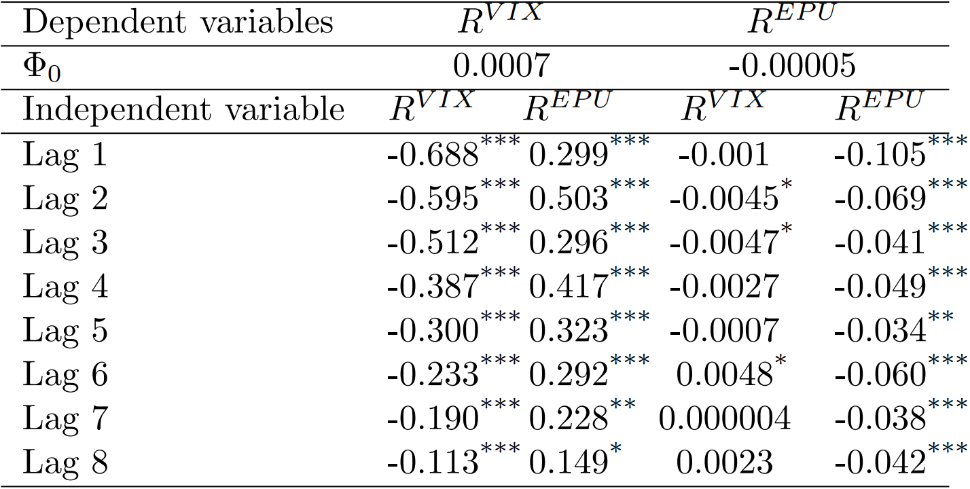 Dependent variables R^{VIX} R^{EPU}
Φ_0 0.0007 -0.00005
Independent variable R^{VIX} R^{EPU} R^{VIX} R^{EPU}
Lag 1 -0.688*** 0.299*** -0.001 -0.105***
Lag 2 -0.595*** 0.503*** -0.0045* -0.069***
Lag 3 -0.512*** 0.296*** -0.0047* -0.041***
Lag 4 -0.387*** 0.417*** -0.0027 -0.049***
Lag 5 -0.300*** 0.323*** -0.0007 -0.034**
Lag 6 -0.233*** 0.292*** 0.0048* -0.060***
Lag 7 -0.190*** 0.228** 0.000004 -0.038***
Lag 8 -0.113*** 0.149* 0.0023 -0.042***